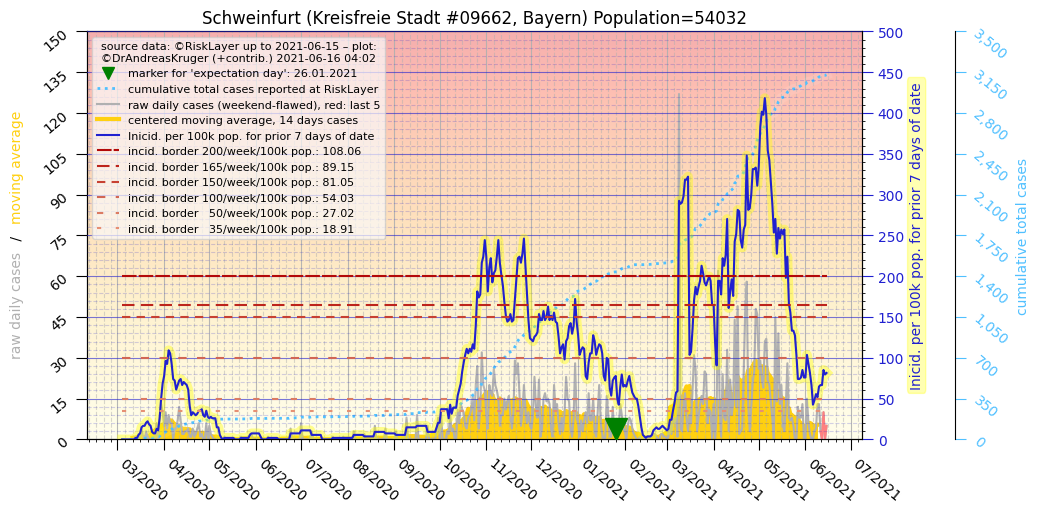 Schweinfurt (Kreisfreie Stadt #09662, Bayern) Population=54032
source data: ©RiskLayer up to 2021-06-15 – plot:
©DrAndreasKruger (+contrib.) 2021-06-16 04:02
marker for 'expectation day': 26.01.2021
cumulative total cases reported at RiskLayer
raw daily cases (weekend-flawed), red: last 5
centered moving average, 14 days cases
Inicid. per 100k pop. for prior 7 days of date
incid. border 200/week/100k pop.: 108.06
incid. border 165/week/100k pop.: 89.15
incid. border 150/week/100k pop.: 81.05
incid. border 100/week/100k pop.: 54.03
incid. border 50/week/100k pop.: 27.02
incid. border 35/week/100k pop.: 18.91
raw daily cases / moving average
150
135
120
105
90
75
60
45
30
15
0
03/2020
04/2020
05/2020
06/2020
07/2020
08/2020
09/2020
10/2020
11/2020
12/2020
01/2021
02/2021
03/2021
04/2021
05/2021
06/2021
07/2021
500
450
400
350
300
250
200
150
100
50
0
Inicid. per 100k pop. for prior 7 days of date
3,500
3,150
2,800
2,450
2,100
1,750
1,400
1,050
700
350
0
cumulative total cases